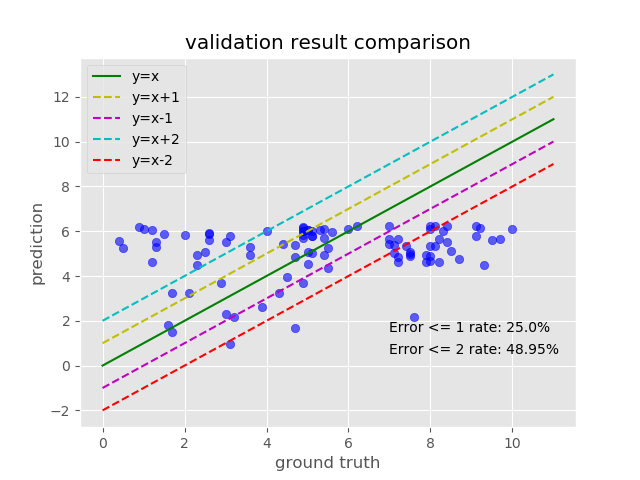 validation result comparison
y=x
y=x+1
y=x-1
y=x+2
y=x-2
12
10
8
6
4
2
0
−2
prediction
Error <= 1 rate: 25.0%
Error <= 2 rate: 48.95%
0 2 4 6 8 10
ground truth